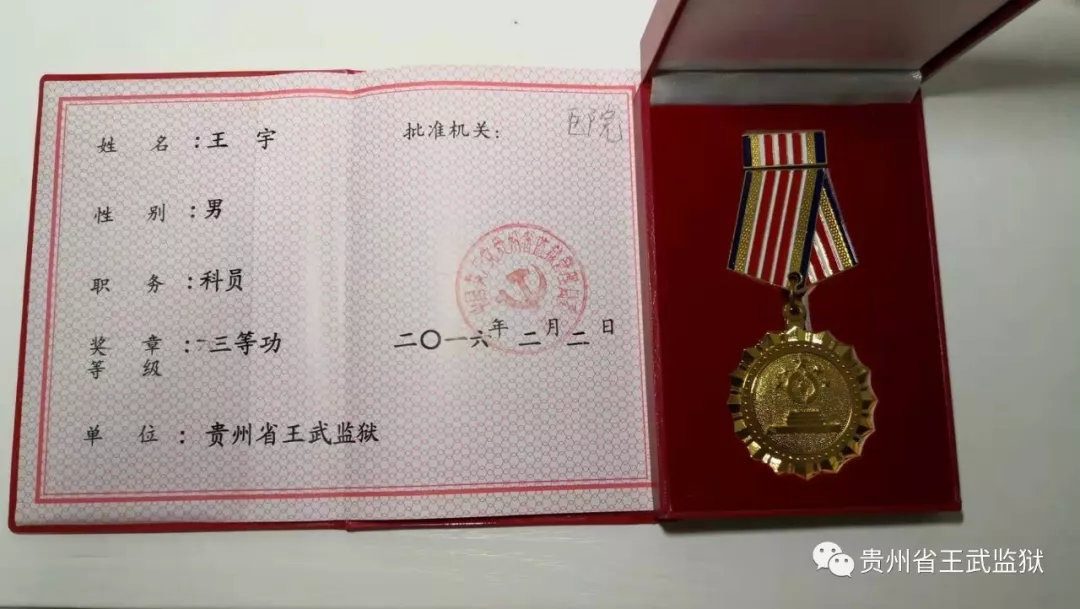 姓 名 :王 宇
性 别 :男
职 务 :科员
奖 章 :三等功
等 级
单 位 : 贵州省王武监狱
批准机关:
医院
二〇一六年 二月二日
贵州省王武监狱